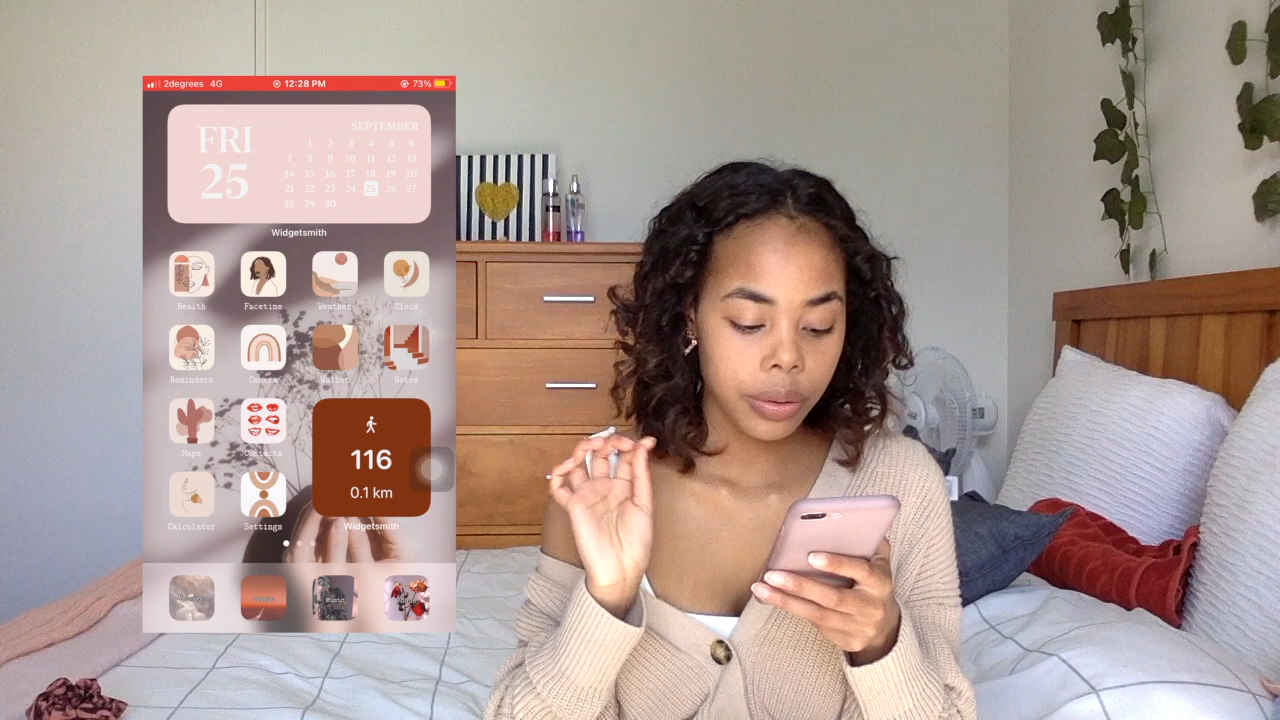 2degrees 4G 12:28 PM 73%
FRI
25
SEPTEMBER
1 2 3 4 5 6
7 8 9 10 11 12 13
14 15 16 17 18 19 20
21 22 23 24 25 26 27
28 29 30
Widgetsmith
Health Facetime Weather Clock
Reminders Camera Wallet Notes
Maps Contacts
116
0.1 km
Calculator Settings
Widgetsmith
Music